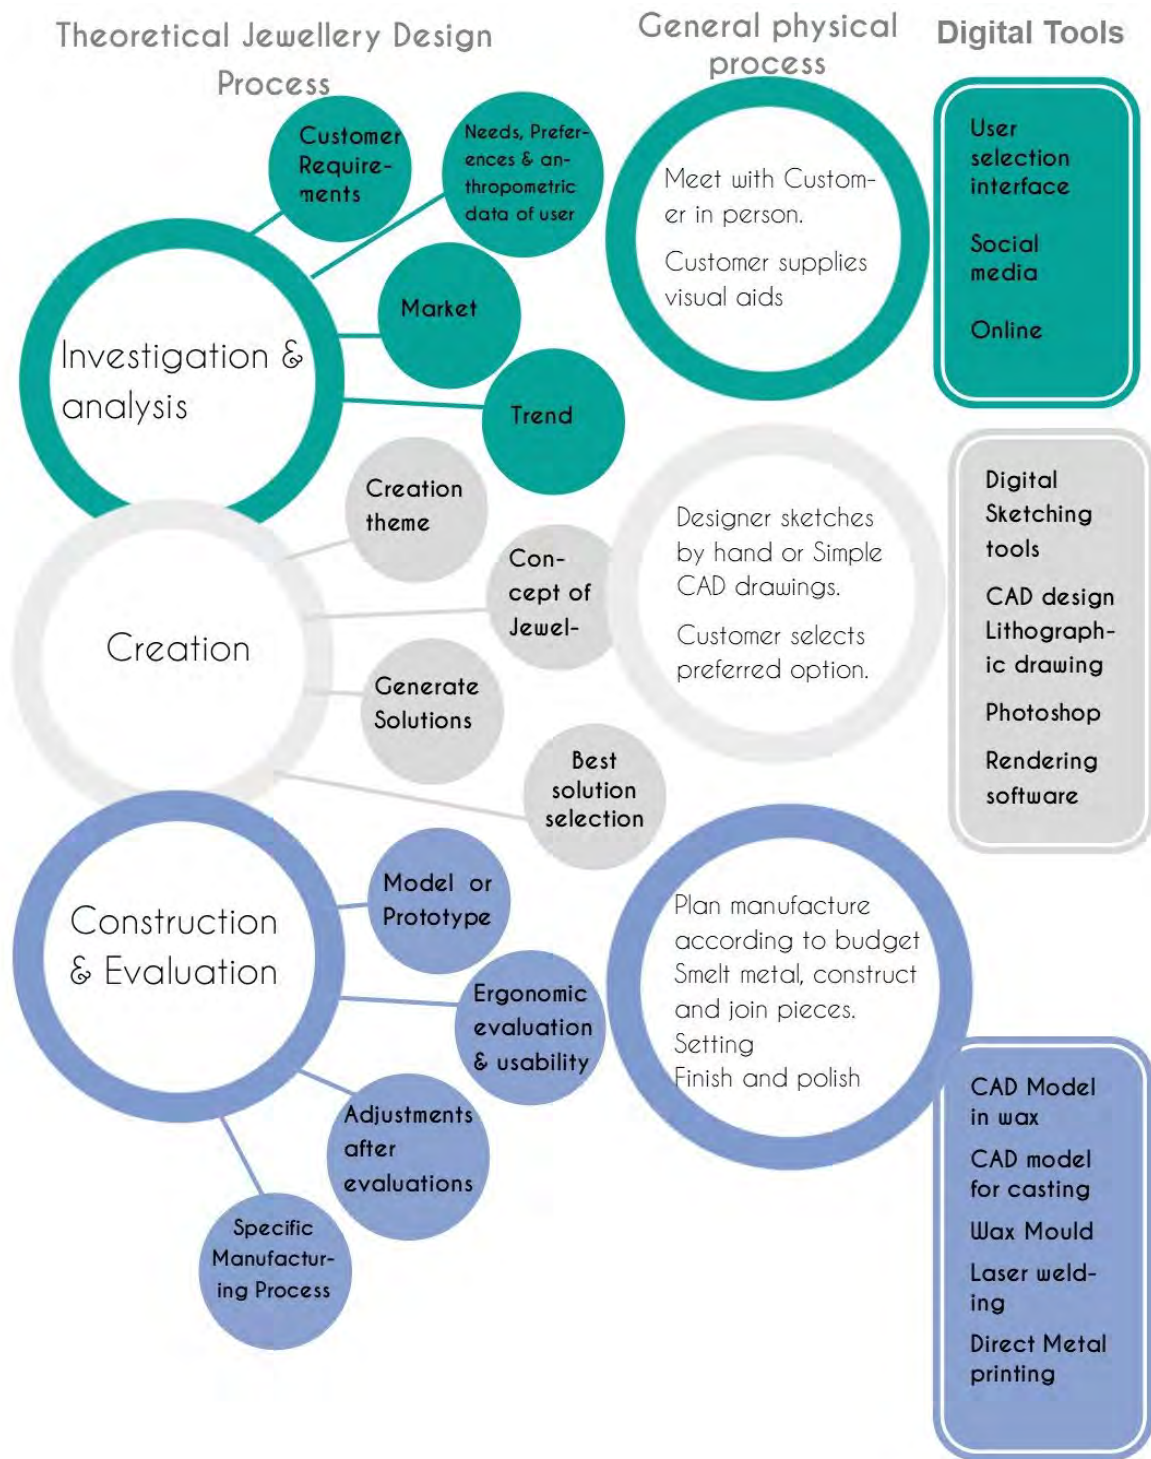 Theoretical Jewellery Design
Process
General physical
process
Digital Tools
Customer
Require-
ments
Needs, Prefer-
ences & an-
thropometric
data of user
Market
Trend
Investigation &
analysis
Meet with Custom-
er in person.
Customer supplies
visual aids
User
selection
interface
Social
media
Online
Creation
theme
Con-
cept of
Jewel-
Generate
Solutions
Best
solution
selection
Creation
Designer sketches
by hand or Simple
CAD drawings.
Customer selects
preferred option.
Digital
Sketching
tools
CAD design
Lithograph-
ic drawing
Photoshop
Rendering
software
Construction
& Evaluation
Model or
Prototype
Ergonomic
evaluation
& usability
Adjustments
after
evaluations
Specific
Manufactur-
ing Process
Plan manufacture
according to budget
Smelt metal, construct
and join pieces.
Setting
Finish and polish
CAD Model
in wax
CAD model
for casting
Wax Mould
Laser weld-
ing
Direct Metal
printing